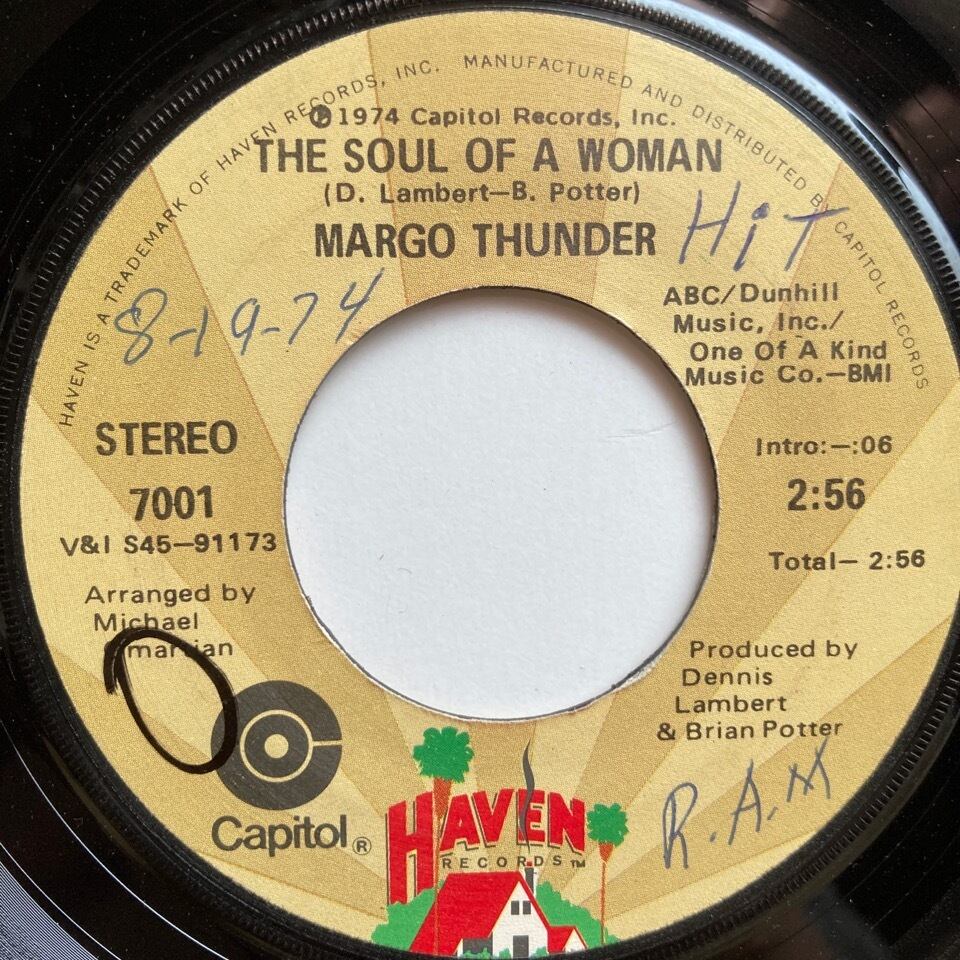 HAVEN IS A TRADEMARK OF HAVEN RECORDS, INC. MANUFACTURED AND DISTRIBUTED BY CAPITOL RECORDS
℗1974 Capitol Records, Inc.
THE SOUL OF A WOMAN
(D. Lambert—B. Potter)
MARGO THUNDER
HiT
8-19-74
ABC/Dunhill
Music, Inc./
One Of A Kind
Music Co.—BMI
STEREO
7001
V&I S45—91173
Intro:—:06
2:56
Total— 2:56
Arranged by
Michael
Produced by
Dennis
Lambert
& Brian Potter
Capitol®
HAVEN
RECORDS™
R.A.M